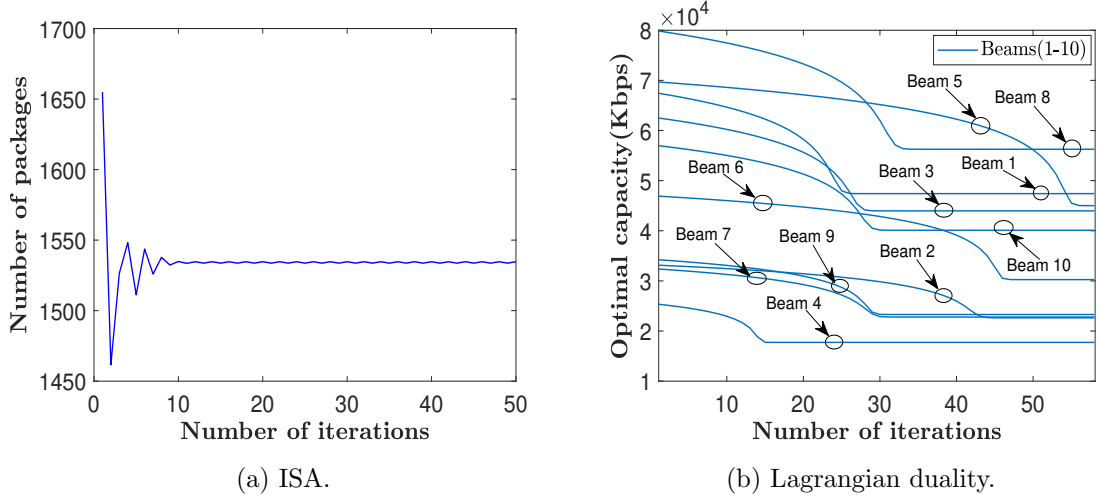 1700
1650
1600
1550
1500
1450
0
10
20
30
40
50
Number of packages
Number of iterations
(a) ISA.
×10⁴
8
7
6
5
4
3
2
1
10
20
30
40
50
Optimal capacity(Kbps)
Number of iterations
Beams(1-10)
Beam 5
Beam 8
Beam 1
Beam 3
Beam 6
Beam 7
Beam 9
Beam 2
Beam 10
Beam 4
(b) Lagrangian duality.